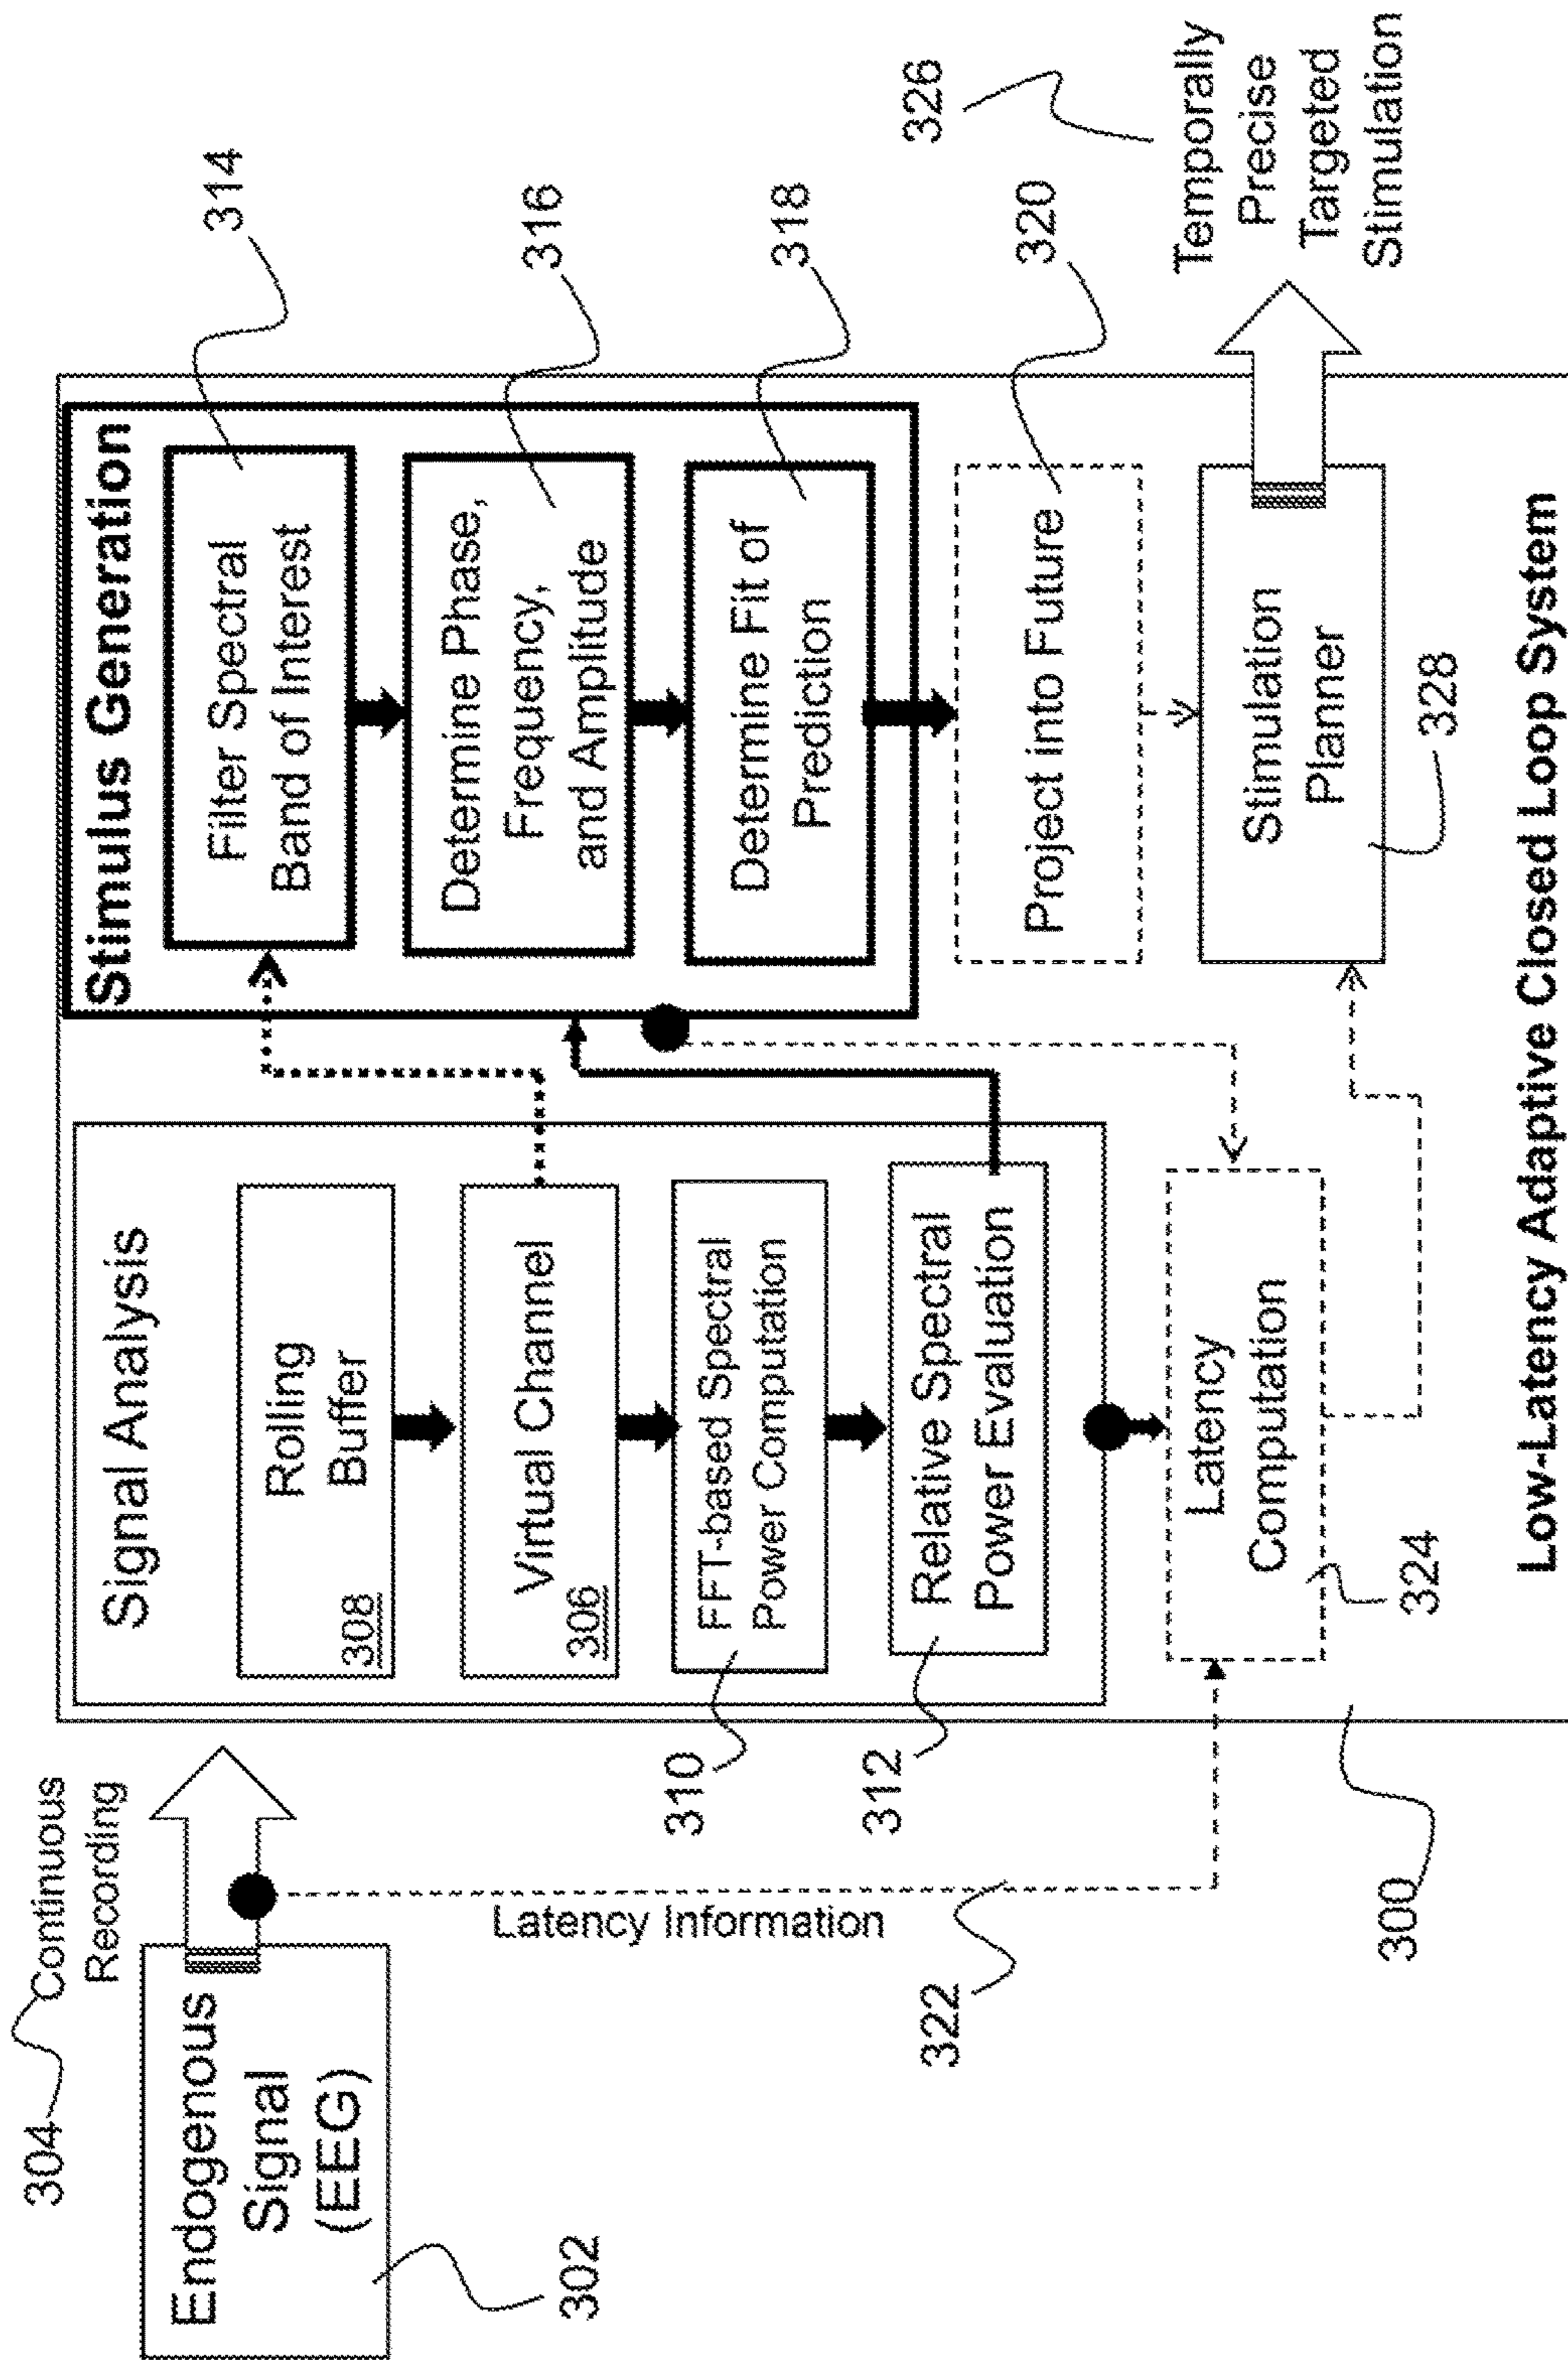 304
Continuous
Recording
Endogenous
Signal
(EEG)
302
Latency Information
322
Signal Analysis
Rolling
Buffer
308
Virtual Channel
306
FFT-based Spectral
Power Computation
310
Relative Spectral
Power Evaluation
312
Latency
Computation
324
300
Stimulus Generation
Filter Spectral
Band of Interest
314
Determine Phase,
Frequency,
and Amplitude
316
Determine Fit of
Prediction
318
Project into Future
320
Stimulation
Planner
328
326
Temporally
Precise
Targeted
Stimulation
Low-Latency Adaptive Closed Loop System